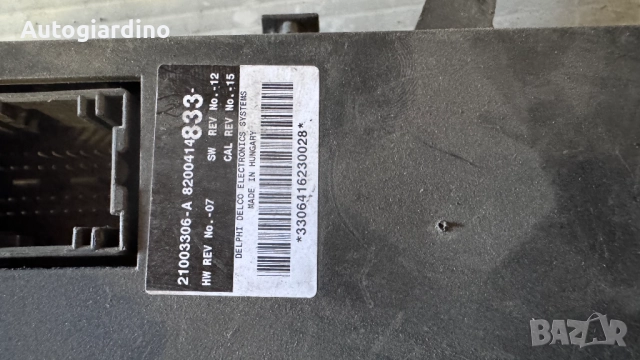 Autogiardino
21003306-A 8200414833-
HW REV No.-07 SW REV No.-12
CAL REV No.-15
DELPHI DELCO ELECTRONICS SYSTEMS
MADE IN HUNGARY
*3306416230028*
BAZAR